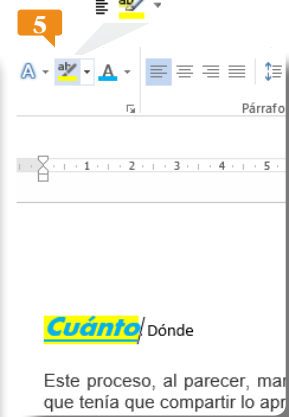 5
Párrafo
1 2 3 4 5
Cuánto Dónde
Este proceso, al parecer, mar
que tenía que compartir lo apr